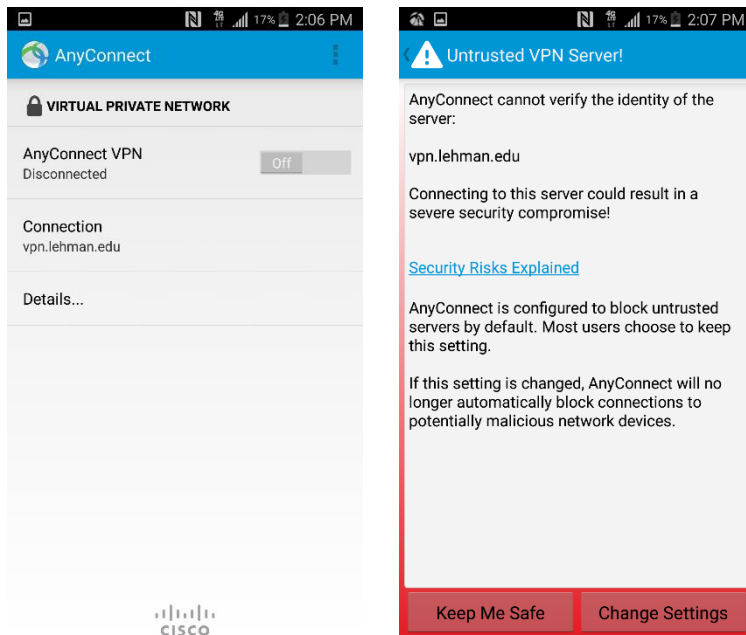 17% 2:06 PM
AnyConnect
VIRTUAL PRIVATE NETWORK
AnyConnect VPN
Disconnected
Off
Connection
vpn.lehman.edu
Details...
CISCO
4G LTE 17% 2:07 PM
Untrusted VPN Server!
AnyConnect cannot verify the identity of the
server:
vpn.lehman.edu
Connecting to this server could result in a
severe security compromise!
Security Risks Explained
AnyConnect is configured to block untrusted
servers by default. Most users choose to keep
this setting.
If this setting is changed, AnyConnect will no
longer automatically block connections to
potentially malicious network devices.
Keep Me Safe
Change Settings